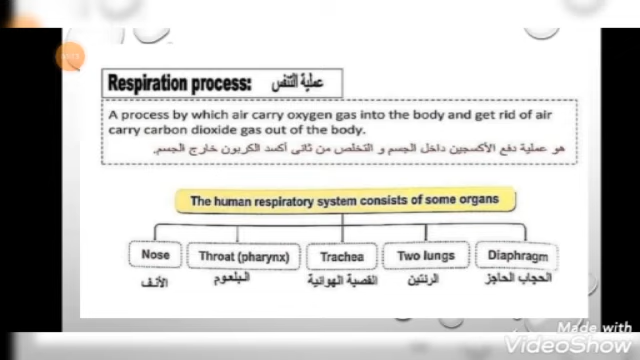 Respiration process: عملية التنفس
A process by which air carry oxygen gas into the body and get rid of air
carry carbon dioxide gas out of the body.
هو عملية دفع الأكسجين داخل الجسم و التخلص من ثانى أكسد الكربون خارج الجسم.
The human respiratory system consists of some organs
Nose Throat (pharynx) Trachea Two lungs Diaphragm
الأنف البلعوم القصبة الهوائية الرئتين الحجاب الحاجز
Made with
VideoShow